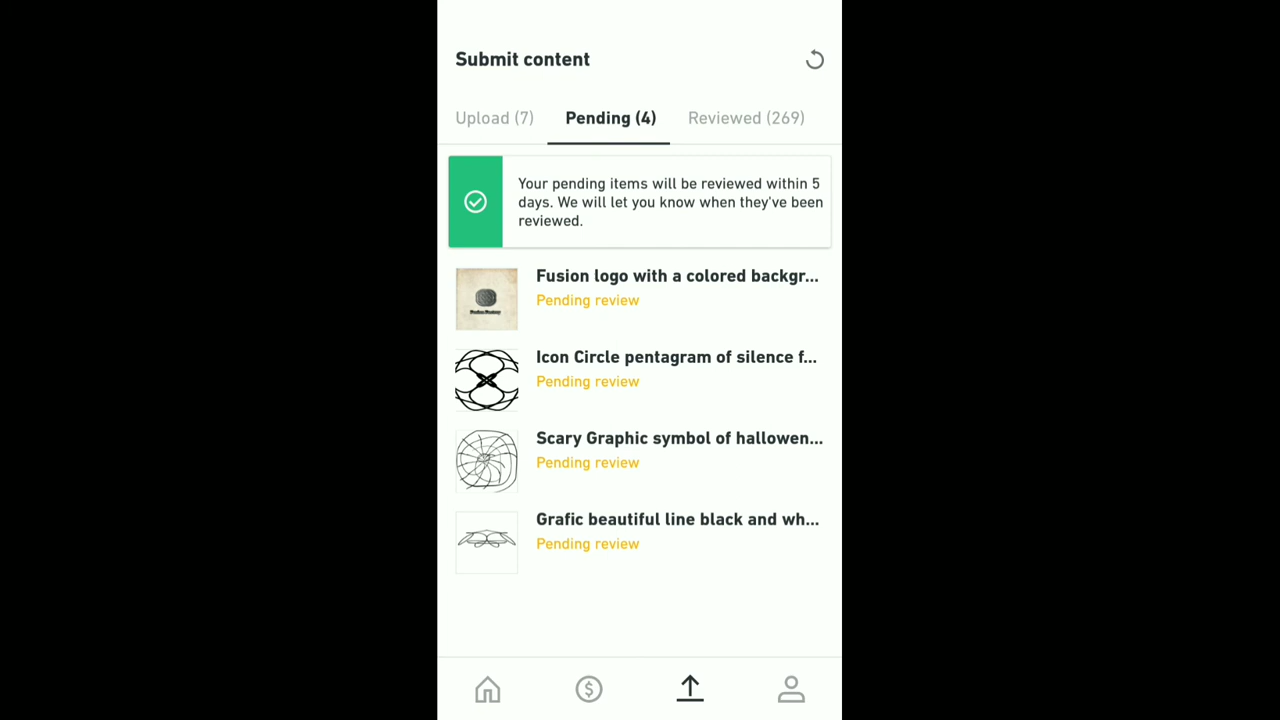 Submit content
Upload (7) Pending (4) Reviewed (269)
Your pending items will be reviewed within 5
days. We will let you know when they've been
reviewed.
Fusion logo with a colored backgr...
Pending review
Icon Circle pentagram of silence f...
Pending review
Scary Graphic symbol of hallowen...
Pending review
Grafic beautiful line black and wh...
Pending review